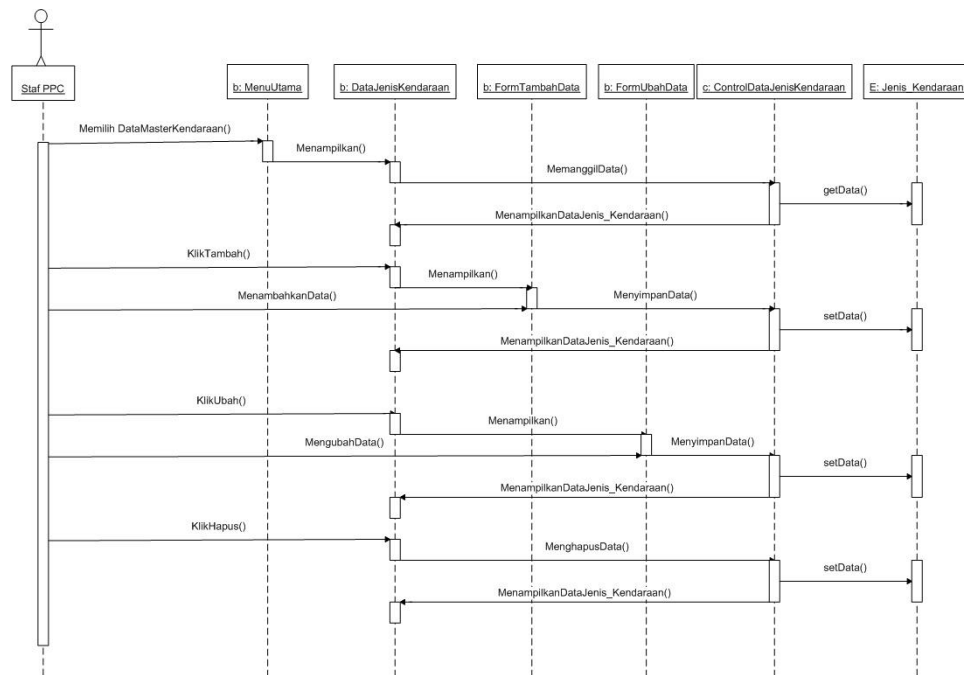 Staf PPC
b: MenuUtama
b: DataJenisKendaraan
b: FormTambahData
b: FormUbahData
c: ControlDataJenisKendaraan
E: Jenis_Kendaraan
Memilih DataMasterKendaraan()
Menampilkan()
MemanggilData()
getData()
MenampilkanDataJenis_Kendaraan()
KlikTambah()
Menampilkan()
MenambahkanData()
MenyimpanData()
setData()
MenampilkanDataJenis_Kendaraan()
KlikUbah()
Menampilkan()
MengubahData()
MenyimpanData()
setData()
MenampilkanDataJenis_Kendaraan()
KlikHapus()
MenghapusData()
setData()
MenampilkanDataJenis_Kendaraan()